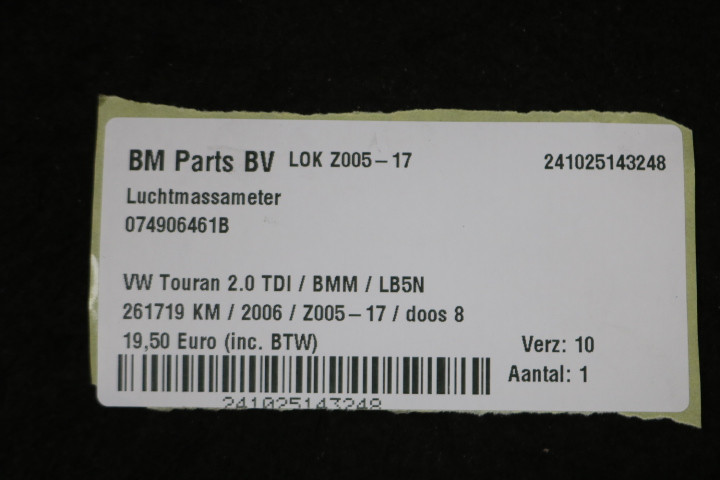 BM Parts BV LOK Z005-17 241025143248
Luchtmassameter
074906461B
VW Touran 2.0 TDI / BMM / LB5N
261719 KM / 2006 / Z005-17 / doos 8
19,50 Euro (inc. BTW) Verz: 10
Aantal: 1
241025143248